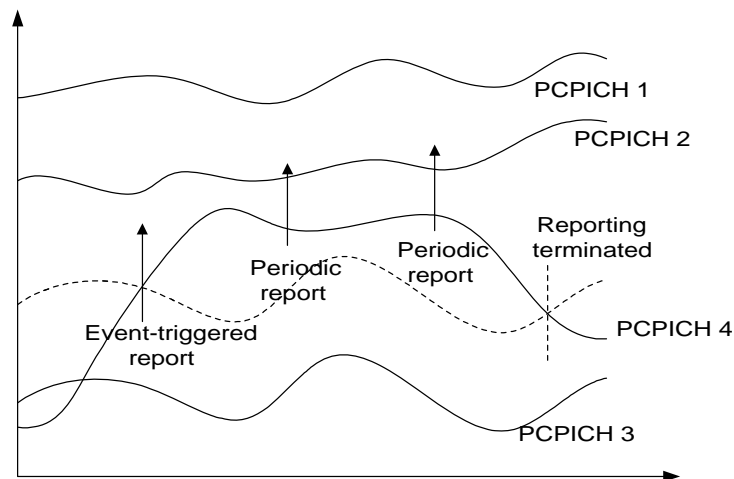 PCPICH 1
PCPICH 2
Reporting
terminated
Periodic
report
Periodic
report
Event-triggered
report
PCPICH 4
PCPICH 3